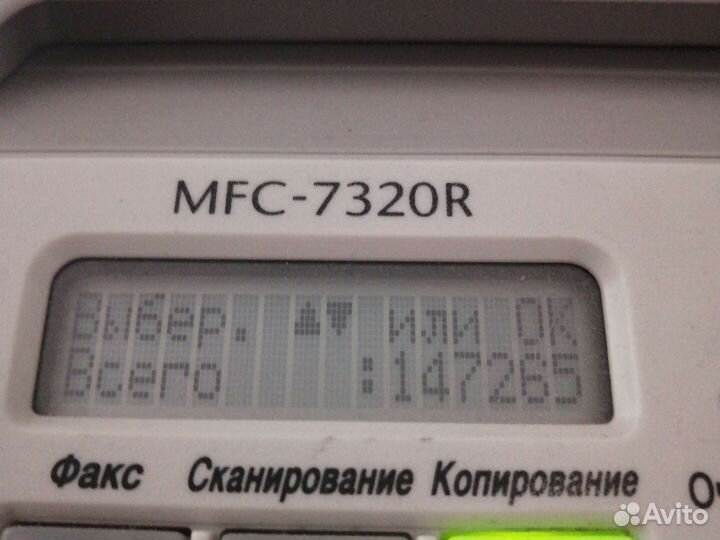 MFC-7320R
Выбер. ▲▼ или OK
Всего :147265
Факс Сканирование Копирование
Avito